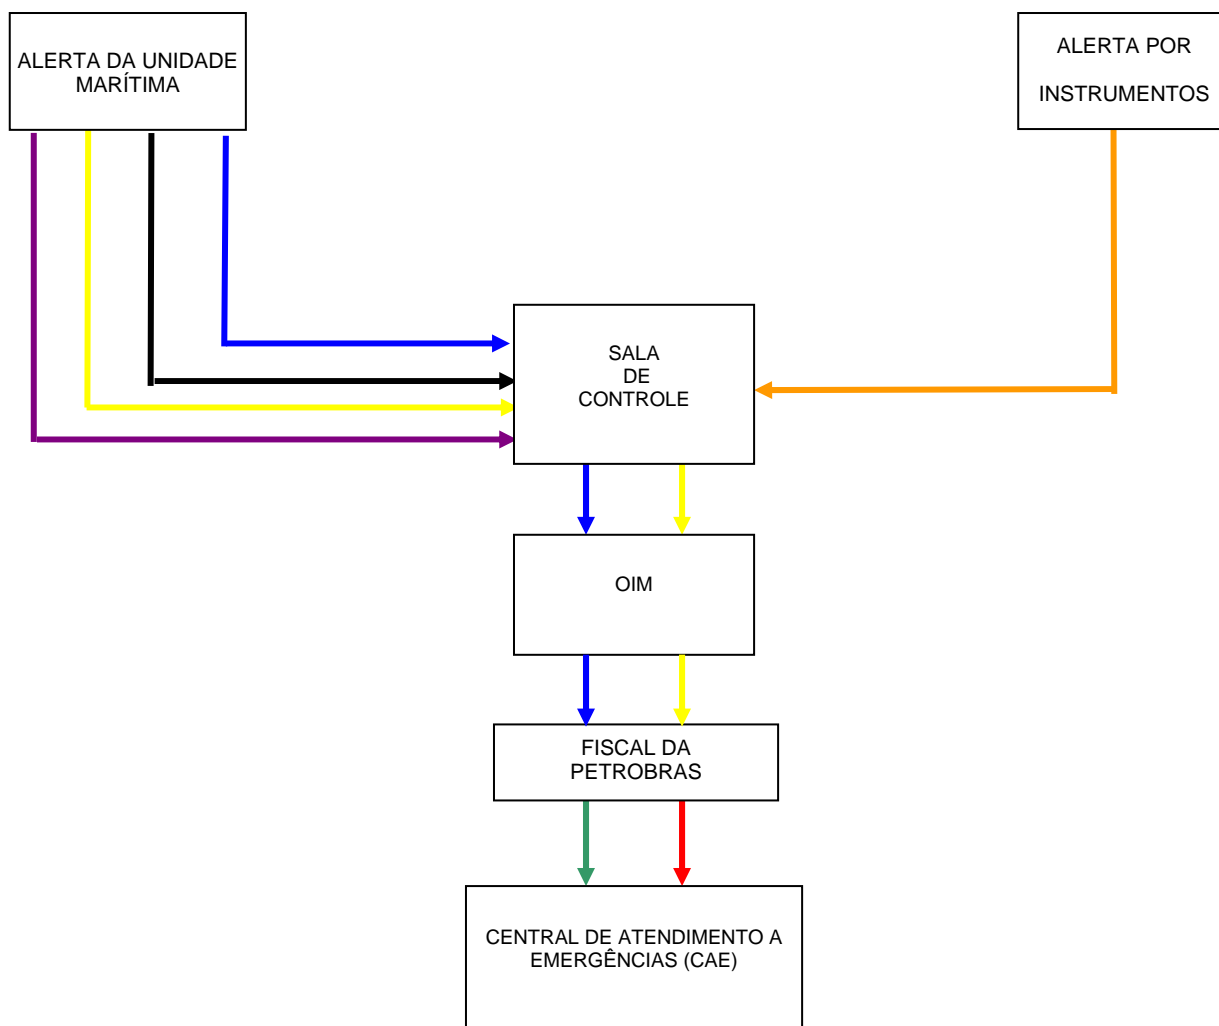 ALERTA DA UNIDADE
MARÍTIMA
ALERTA POR
INSTRUMENTOS
SALA
DE
CONTROLE
OIM
FISCAL DA
PETROBRAS
CENTRAL DE ATENDIMENTO A
EMERGÊNCIAS (CAE)